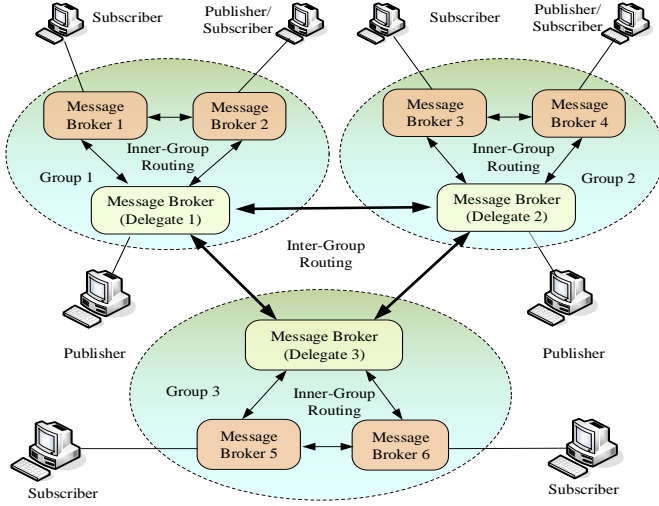 Subscriber
Publisher/
Subscriber
Subscriber
Publisher/
Subscriber
Message
Broker 1
Message
Broker 2
Inner-Group
Routing
Group 1
Message Broker
(Delegate 1)
Message
Broker 3
Message
Broker 4
Inner-Group
Routing
Group 2
Message Broker
(Delegate 2)
Inter-Group
Routing
Publisher
Publisher
Message Broker
(Delegate 3)
Group 3
Inner-Group
Routing
Message
Broker 5
Message
Broker 6
Subscriber
Subscriber